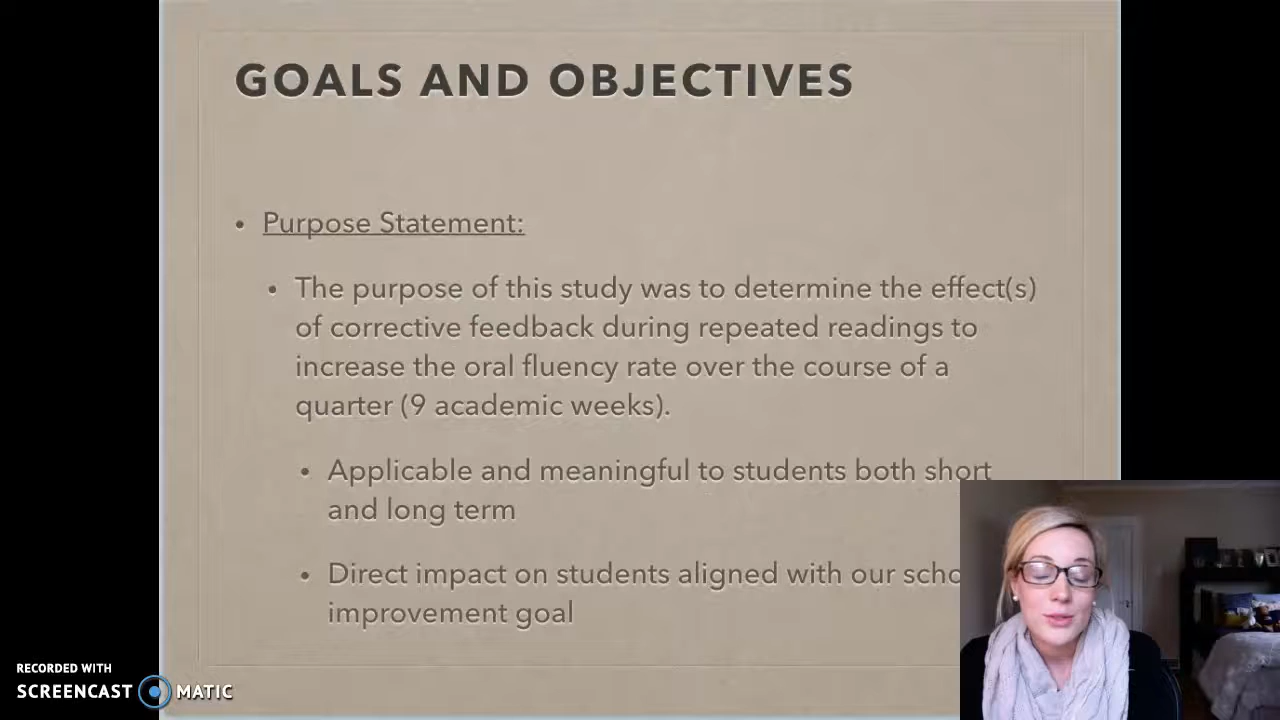 GOALS AND OBJECTIVES
• Purpose Statement:
• The purpose of this study was to determine the effect(s)
of corrective feedback during repeated readings to
increase the oral fluency rate over the course of a
quarter (9 academic weeks).
• Applicable and meaningful to students both short
and long term
• Direct impact on students aligned with our
improvement goal
RECORDED WITH
SCREENCAST MATIC